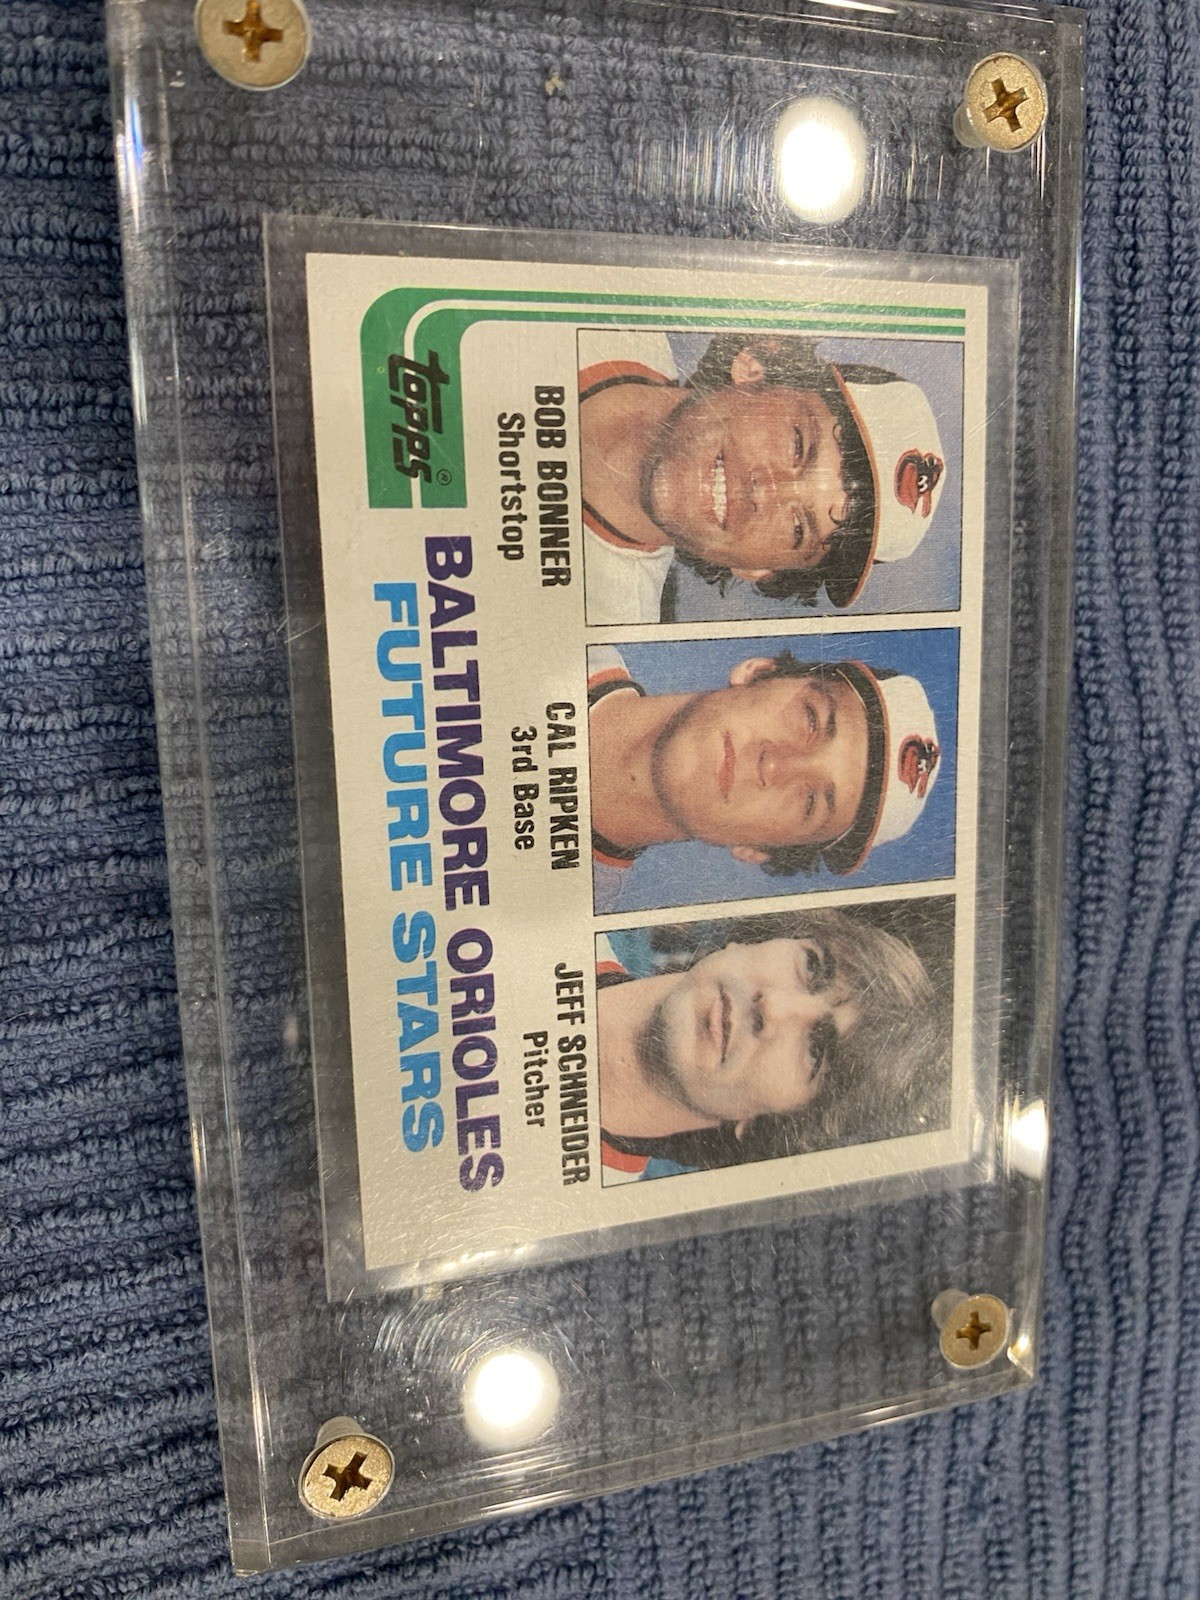 BOB BONNER
Shortstop
CAL RIPKEN
3rd Base
JEFF SCHNEIDER
Pitcher
topps®
BALTIMORE ORIOLES
FUTURE STARS